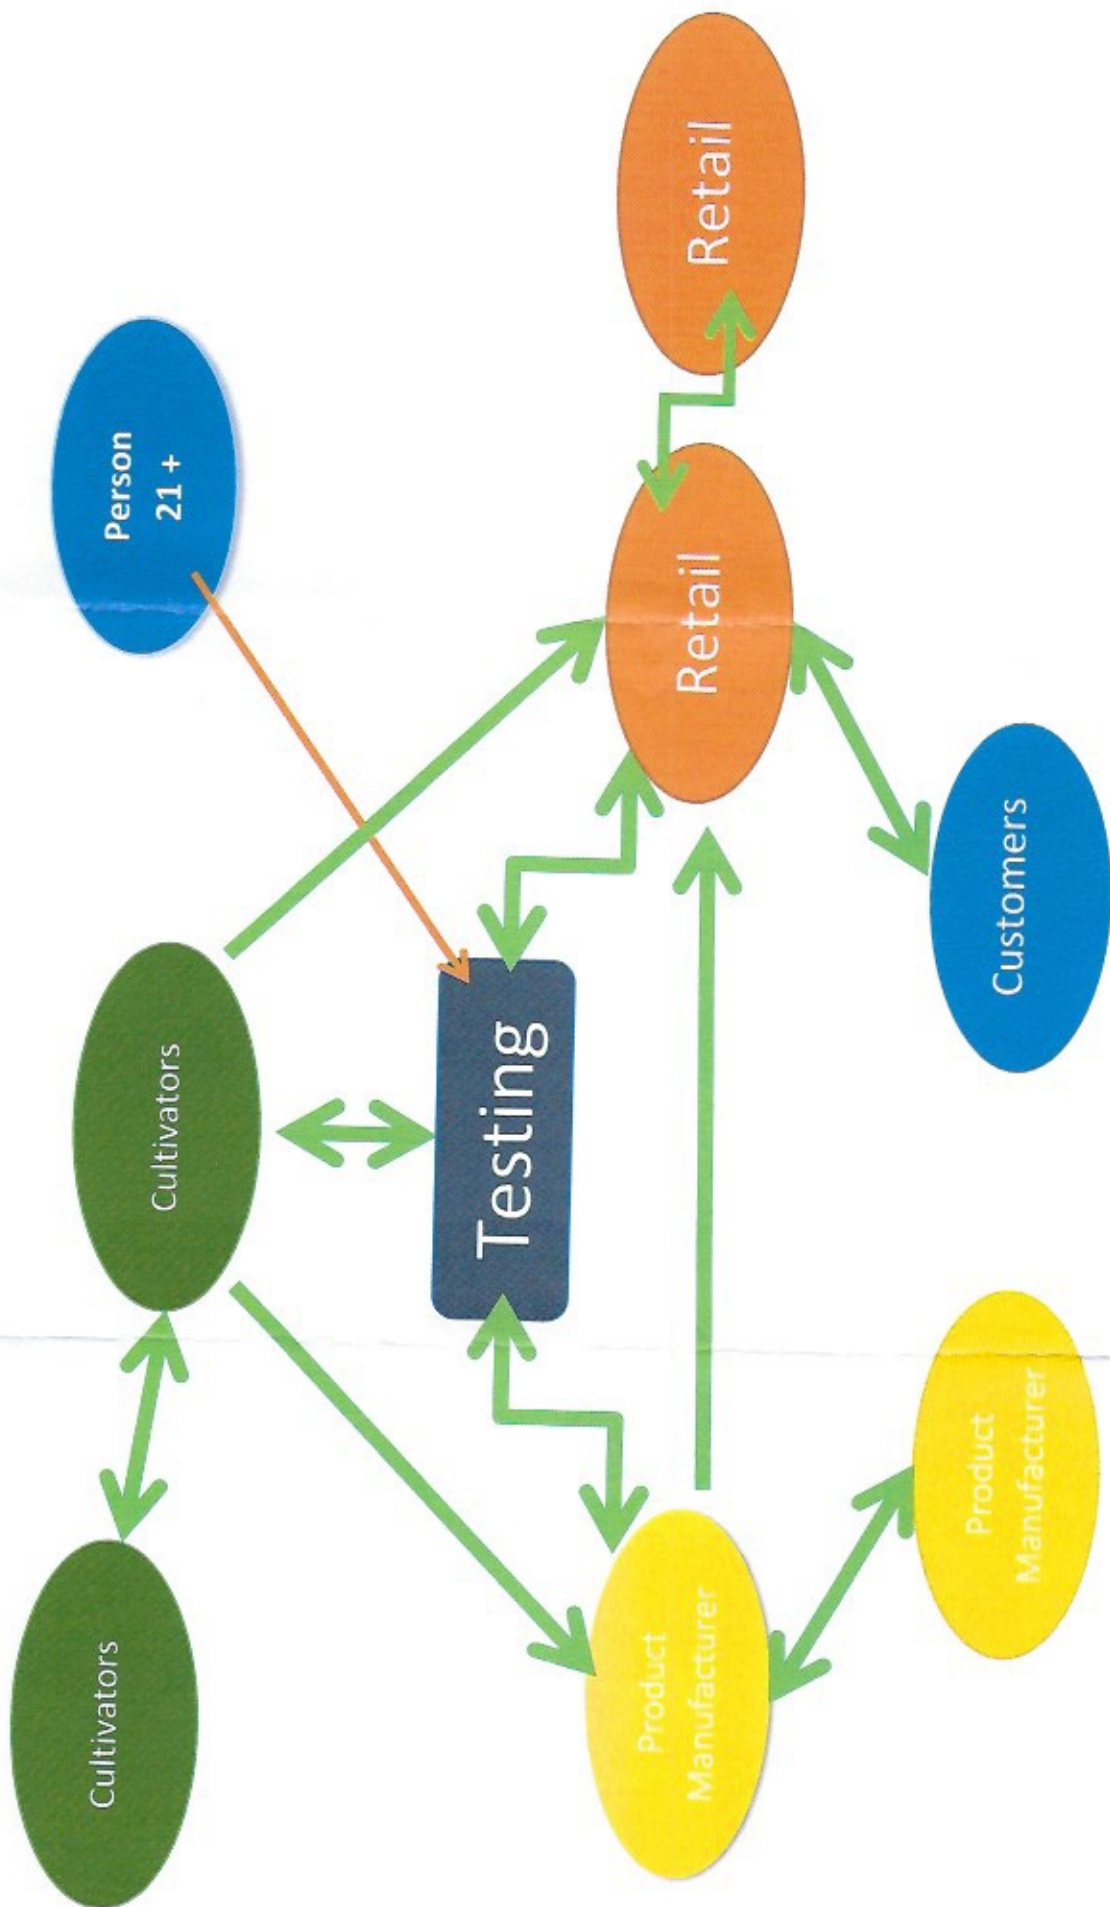 Cultivators
Person
21 +
Cultivators
Testing
Product
Manufacturer
Retail
Retail
Product
Manufacturer
Customers